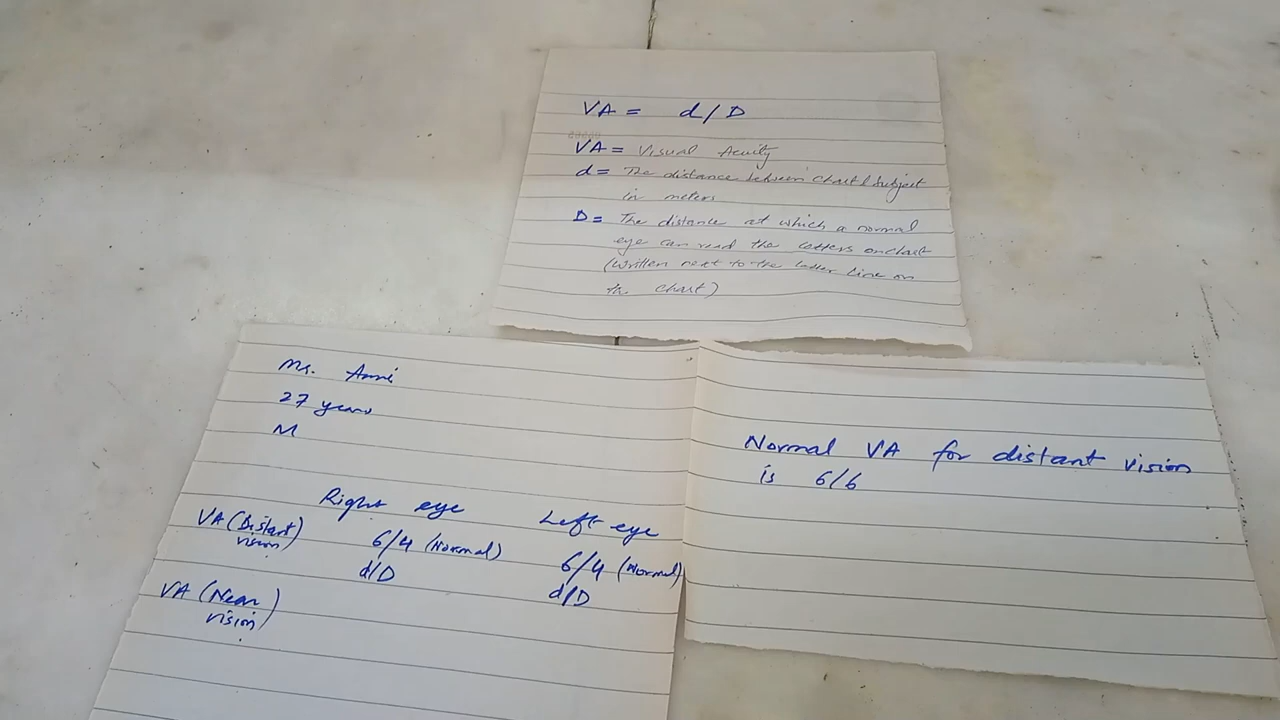 VA = d/D
VA = Visual Acuity
d = The distance between chart & subject
in meters
D = The distance at which a normal
eye can read the letters on chart
(written next to the letter line on
the chart)
27 years
M
Right eye Left eye
VA (Distant vision) 6/4 (Normal) 6/4 (Normal)
d/D d/D
VA (Near vision)
Normal VA for distant vision
is 6/6